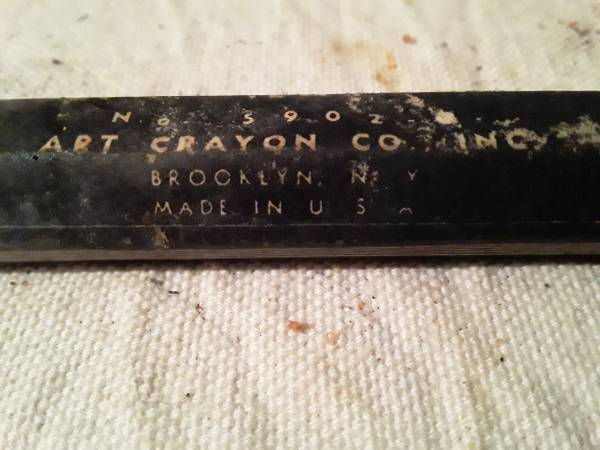 No 5902
ART CRAYON CO., INC.
BROOKLYN, N. Y
MADE IN U S A